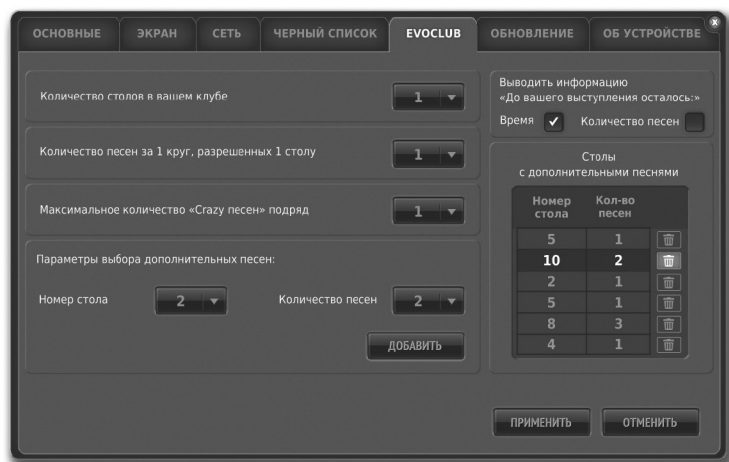 ОСНОВНЫЕ ЭКРАН СЕТЬ ЧЕРНЫЙ СПИСОК EVOCLUB ОБНОВЛЕНИЕ ОБ УСТРОЙСТВЕ
Количество столов в вашем клубе 1
Количество песен за 1 круг, разрешенных 1 столу 1
Максимальное количество «Crazy песен» подряд 1
Параметры выбора дополнительных песен:
Номер стола 2 Количество песен 2
ДОБАВИТЬ
Выводить информацию
«До вашего выступления осталось:»
Время Количество песен
Столы
с дополнительными песнями
Номер Кол-во
стола песен
5 1
10 2
2 1
5 1
8 3
4 1
ПРИМЕНИТЬ ОТМЕНИТЬ